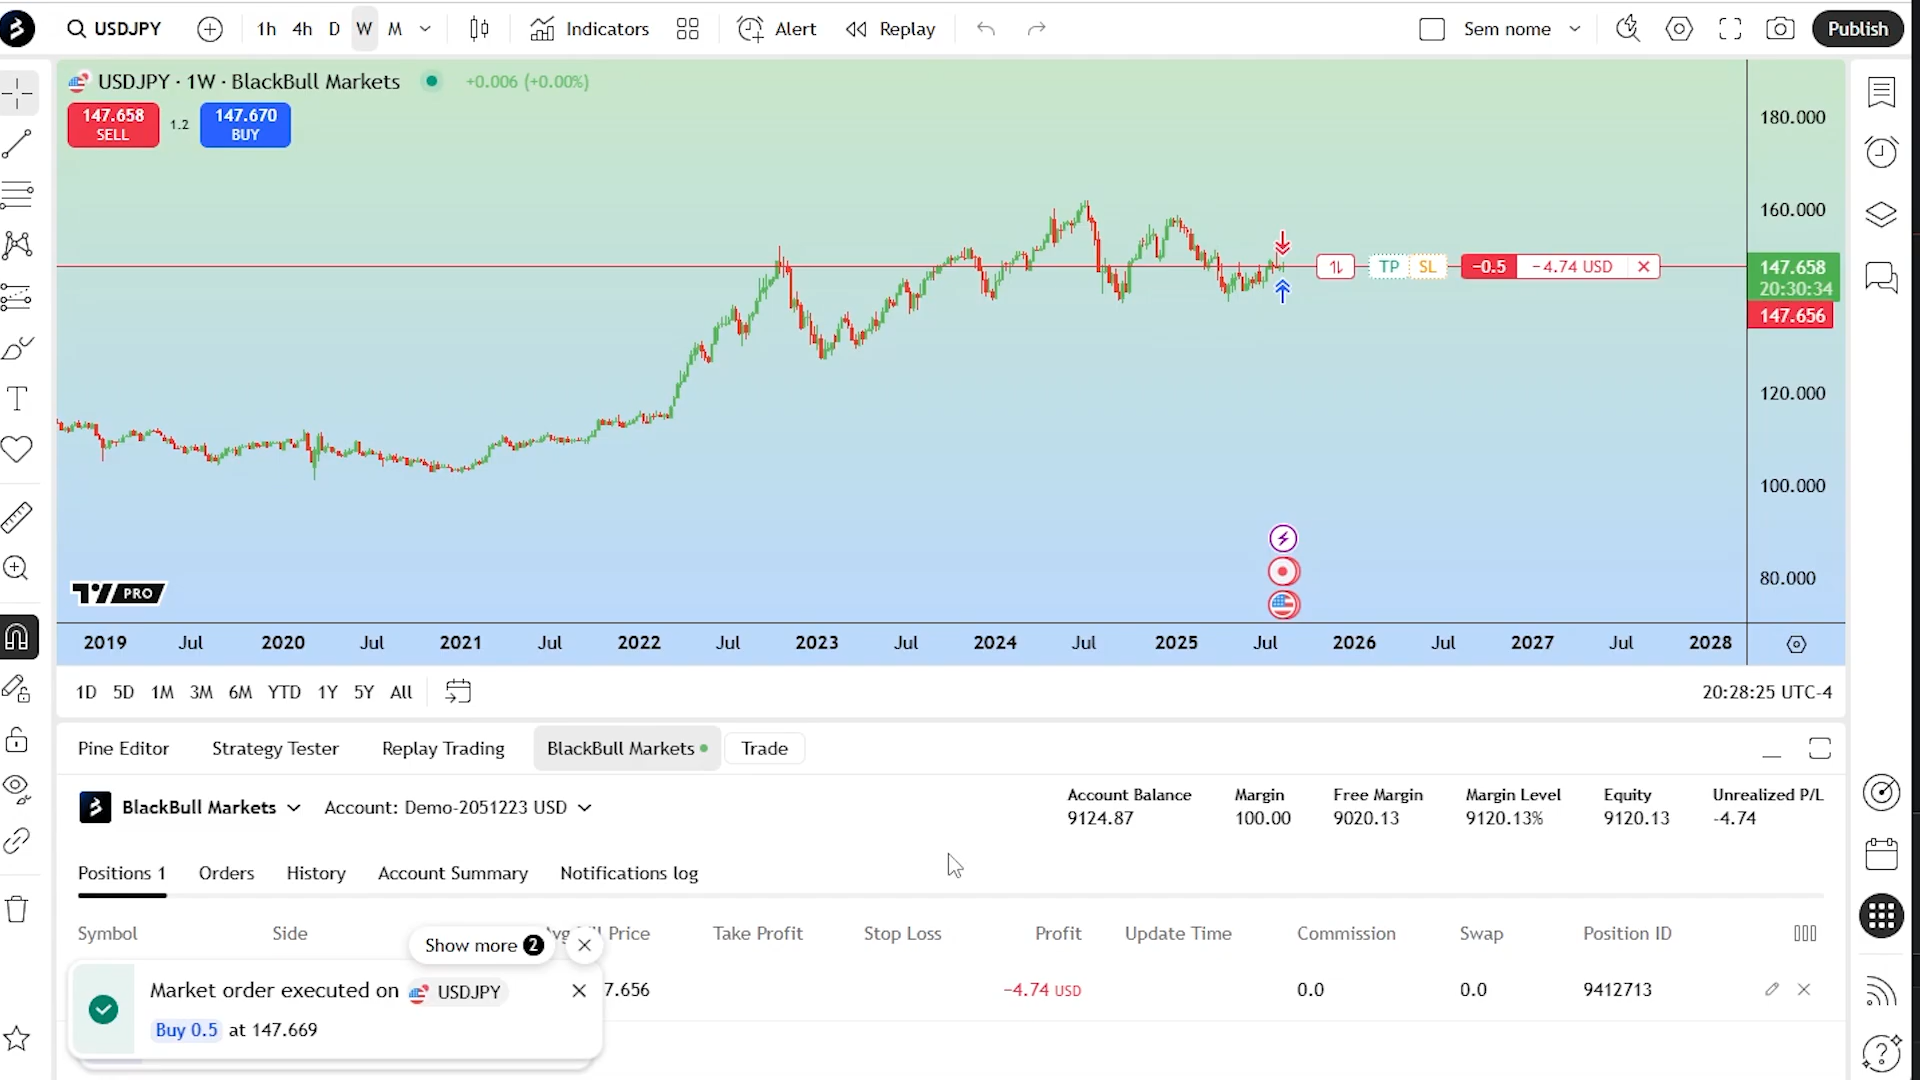 USDJPY
1h 4h D W M
Indicators
Alert
Replay
Sem nome
Publish
USDJPY · 1W · BlackBull Markets
+0.006 (+0.00%)
147.658
SELL
1.2
147.670
BUY
180.000
160.000
147.658
20:30:34
147.656
120.000
100.000
80.000
TP SL
−0.5
−4.74 USD
PRO
2019 Jul 2020 Jul 2021 Jul 2022 Jul 2023 Jul 2024 Jul 2025 Jul 2026 Jul 2027 Jul 2028
1D 5D 1M 3M 6M YTD 1Y 5Y All
20:28:25 UTC-4
Pine Editor Strategy Tester Replay Trading BlackBull Markets Trade
BlackBull Markets
Account: Demo-2051223 USD
Account Balance Margin Free Margin Margin Level Equity Unrealized P/L
9124.87 100.00 9020.13 9120.13% 9120.13 -4.74
Positions 1 Orders History Account Summary Notifications log
Symbol Side Price Take Profit Stop Loss Profit Update Time Commission Swap Position ID
Show more 2
7.656 −4.74 USD 0.0 0.0 9412713
Market order executed on USDJPY
Buy 0.5 at 147.669